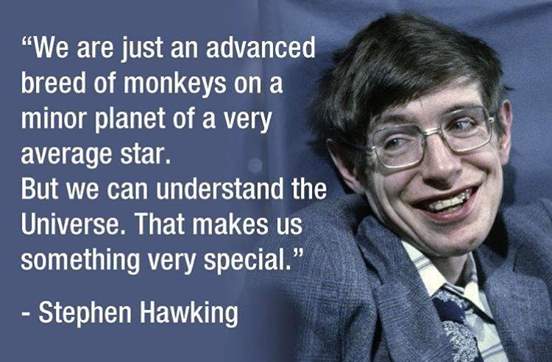 “We are just an advanced
breed of monkeys on a
minor planet of a very
average star.
But we can understand the
Universe. That makes us
something very special.”
- Stephen Hawking